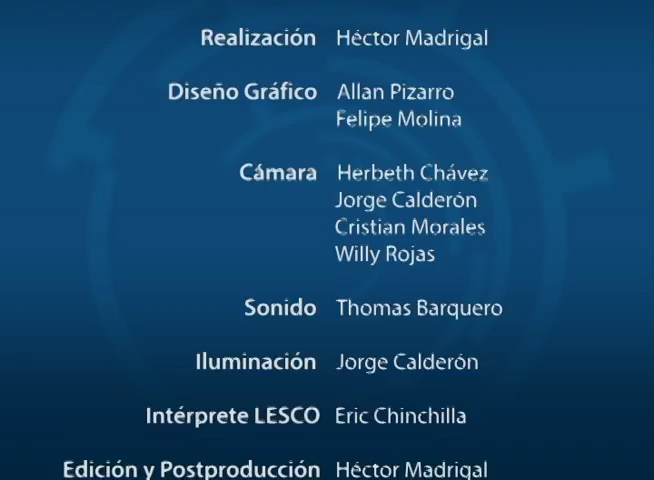 Realización Héctor Madrigal
Diseño Gráfico Allan Pizarro
Felipe Molina
Cámara Herbeth Chávez
Jorge Calderón
Cristian Morales
Willy Rojas
Sonido Thomas Barquero
Iluminación Jorge Calderón
Intérprete LESCO Eric Chinchilla
Edición y Postproducción Héctor Madrigal